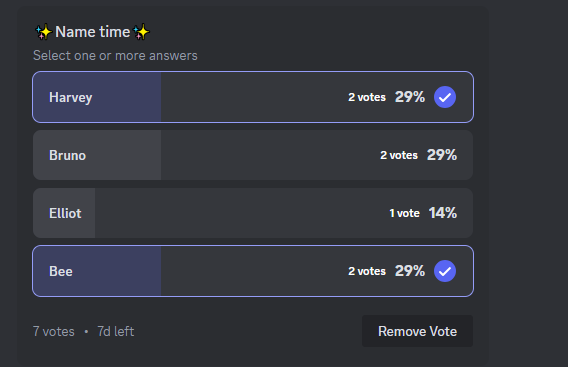 ✨Name time✨
Select one or more answers
Harvey 2 votes 29%
Bruno 2 votes 29%
Elliot 1 vote 14%
Bee 2 votes 29%
7 votes • 7d left Remove Vote